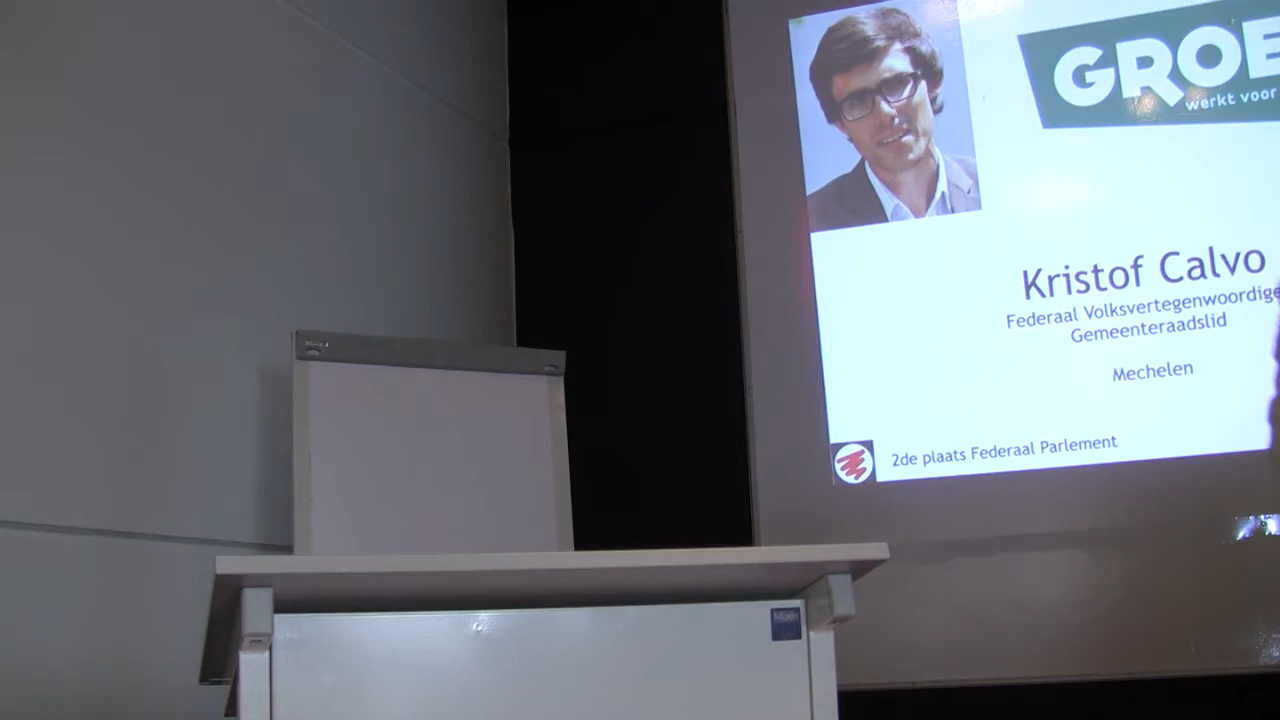 GROE
werkt voor
Kristof Calvo
Federaal Volksvertegenwoordige
Gemeenteraadslid
Mechelen
2de plaats Federaal Parlement